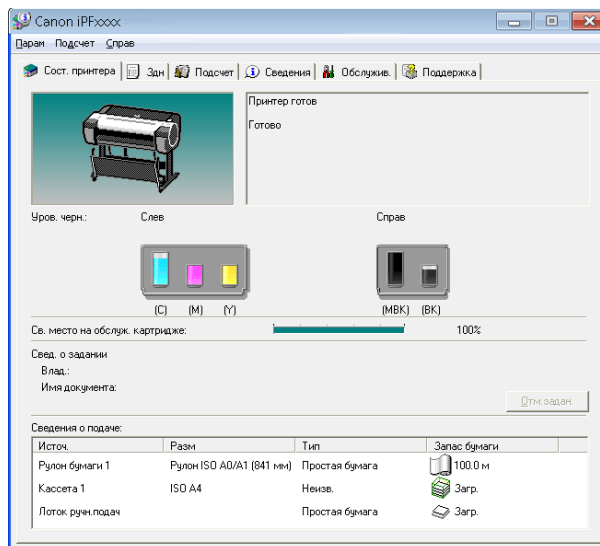 Canon iPFxxxx
Парам Подсчет Справ
Сост. принтера Здн Подсчет Сведения Обслужив. Поддержка
Принтер готов
Готово
Уров. черн.: Слев Справ
(C) (M) (Y) (MBK) (BK)
Св. место на обслуж. картридже: 100%
Свед. о задании
Влад.:
Имя документа:
Отм.задан.
Сведения о подаче:
Источ. Разм Тип Запас бумаги
Рулон бумаги 1 Рулон ISO A0/A1 (841 мм) Простая бумага 100.0 м
Кассета 1 ISO A4 Неизв. Загр.
Лоток ручн.подач Простая бумага Загр.